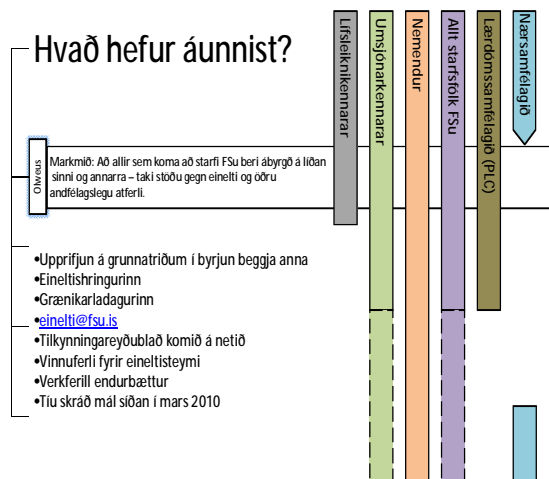 Hvað hefur áunnist?
Lífsleiknikennarar
Umsjónarkennarar
Nemendur
Allt starfsfólk FSu
Lærdómssamfélagið (PLC)
Nærsamfélagið
Olweus
Markmið: Að allir sem koma að starfi FSu beri ábyrgð á líðan
sinni og annarra – taki stöðu gegn einelti og öðru
andfélagslegu atferli.
•Upprifjun á grunnatriðum í byrjun beggja anna
•Eineltishringurinn
•Grænikarladagurinn
•einelti@fsu.is
•Tilkynningareyðublað komið á netið
•Vinnuferli fyrir eineltisteymi
•Verkferill endurbættur
•Tíu skráð mál síðan í mars 2010